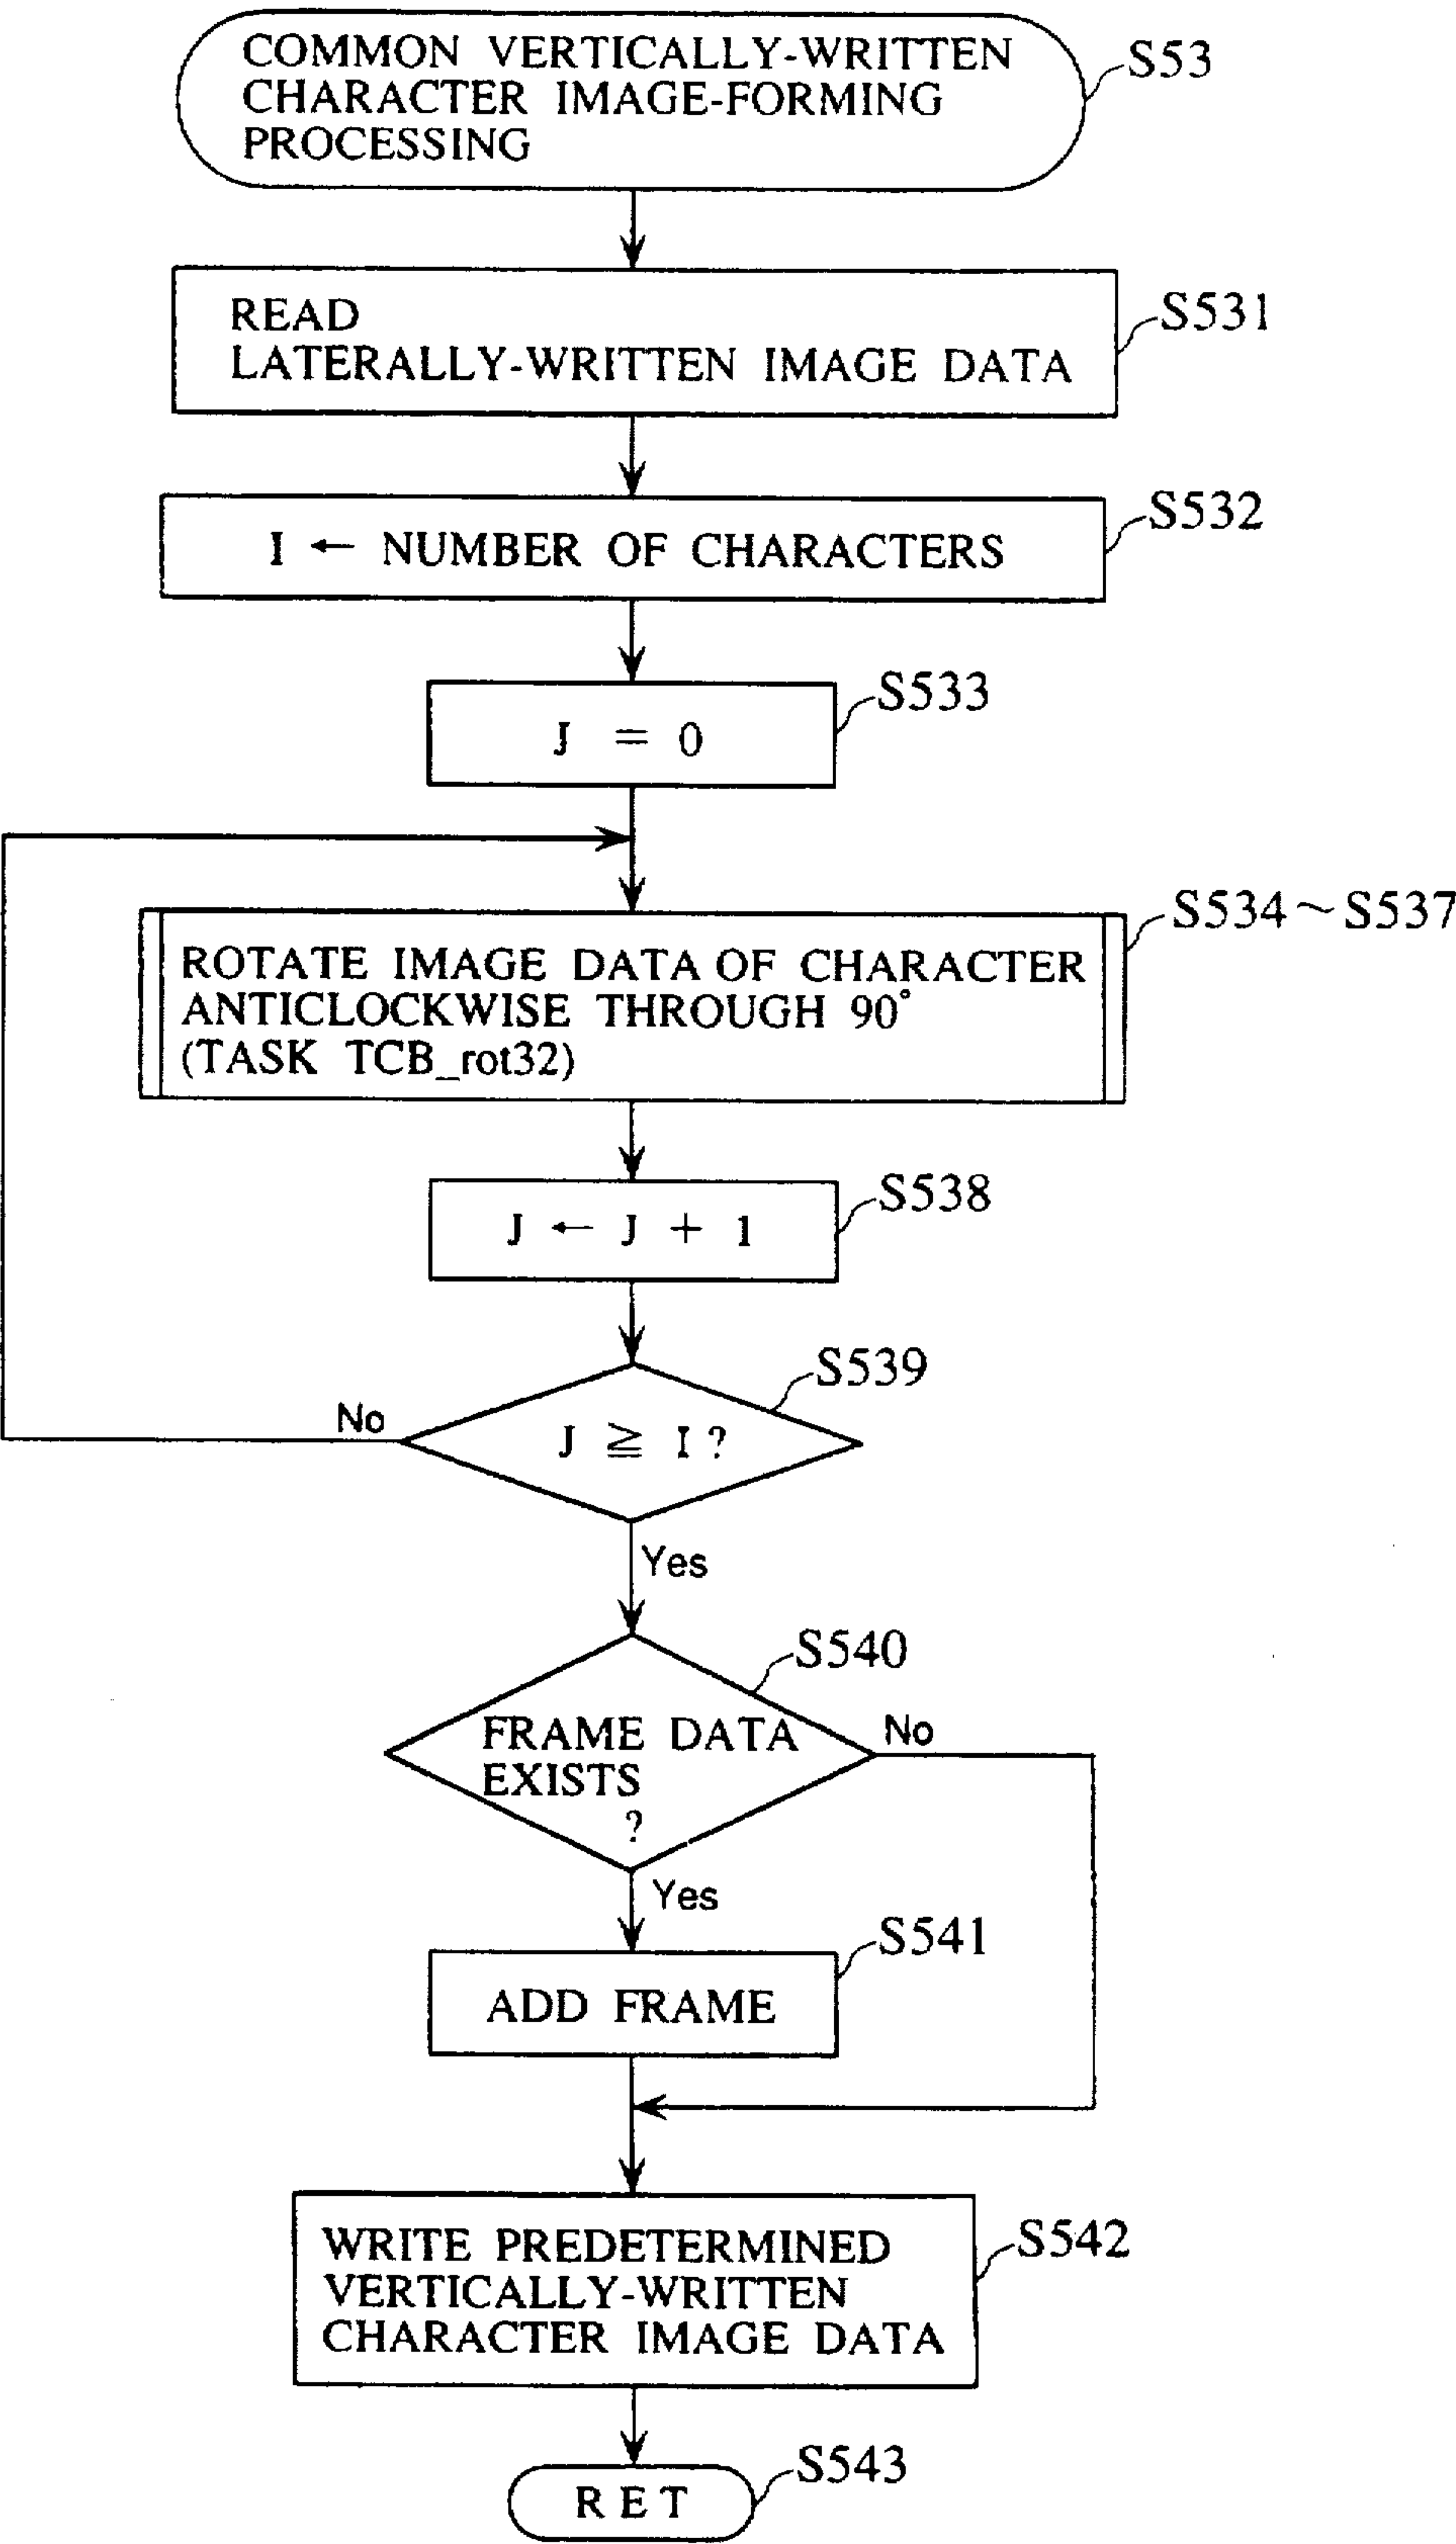 COMMON VERTICALLY-WRITTEN
CHARACTER IMAGE-FORMING
PROCESSING
S53
READ
LATERALLY-WRITTEN IMAGE DATA
S531
I ← NUMBER OF CHARACTERS
S532
J = 0
S533
ROTATE IMAGE DATA OF CHARACTER
ANTICLOCKWISE THROUGH 90°
(TASK TCB_rot32)
S534～S537
J ← J + 1
S538
J ≧ I ?
S539
No
Yes
FRAME DATA
EXISTS
?
S540
No
Yes
ADD FRAME
S541
WRITE PREDETERMINED
VERTICALLY-WRITTEN
CHARACTER IMAGE DATA
S542
RET
S543